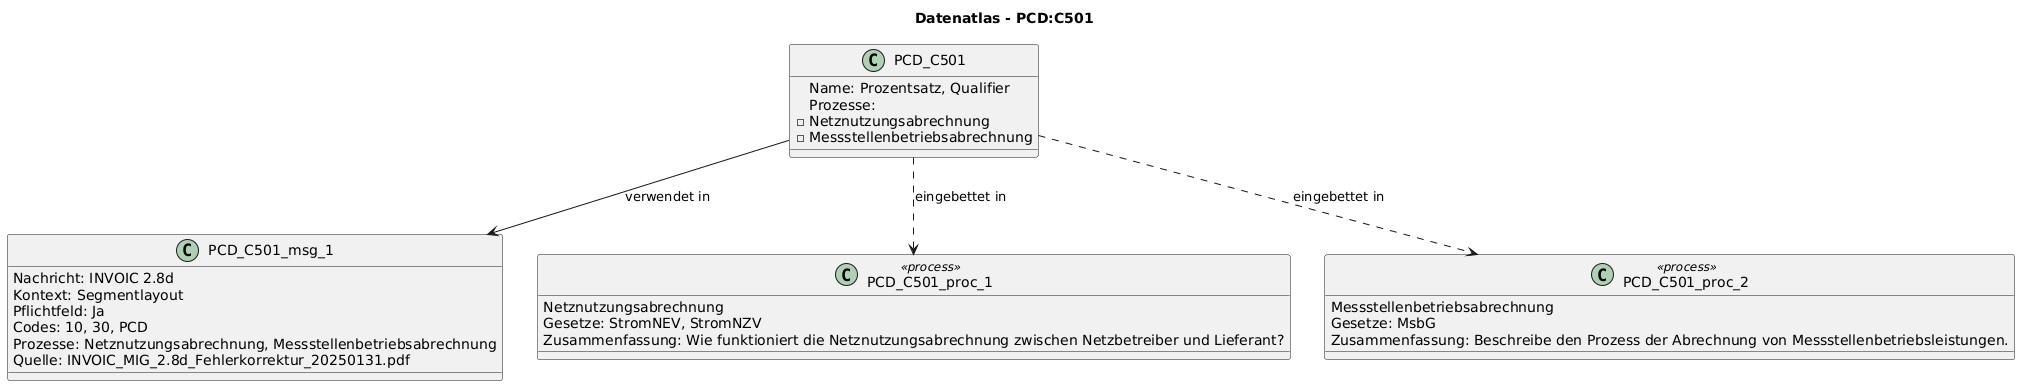 Datenatlas - PCD:C501
C PCD_C501
Name: Prozentsatz, Qualifier
Prozesse:
Netznutzungsabrechnung
Messstellenbetriebsabrechnung
verwendet in
eingebettet in
eingebettet in
C PCD_C501_msg_1
Nachricht: INVOIC 2.8d
Kontext: Segmentlayout
Pflichtfeld: Ja
Codes: 10, 30, PCD
Prozesse: Netznutzungsabrechnung, Messstellenbetriebsabrechnung
Quelle: INVOIC_MIG_2.8d_Fehlerkorrektur_20250131.pdf
«process»
C PCD_C501_proc_1
Netznutzungsabrechnung
Gesetze: StromNEV, StromNZV
Zusammenfassung: Wie funktioniert die Netznutzungsabrechnung zwischen Netzbetreiber und Lieferant?
«process»
C PCD_C501_proc_2
Messstellenbetriebsabrechnung
Gesetze: MsbG
Zusammenfassung: Beschreibe den Prozess der Abrechnung von Messstellenbetriebsleistungen.